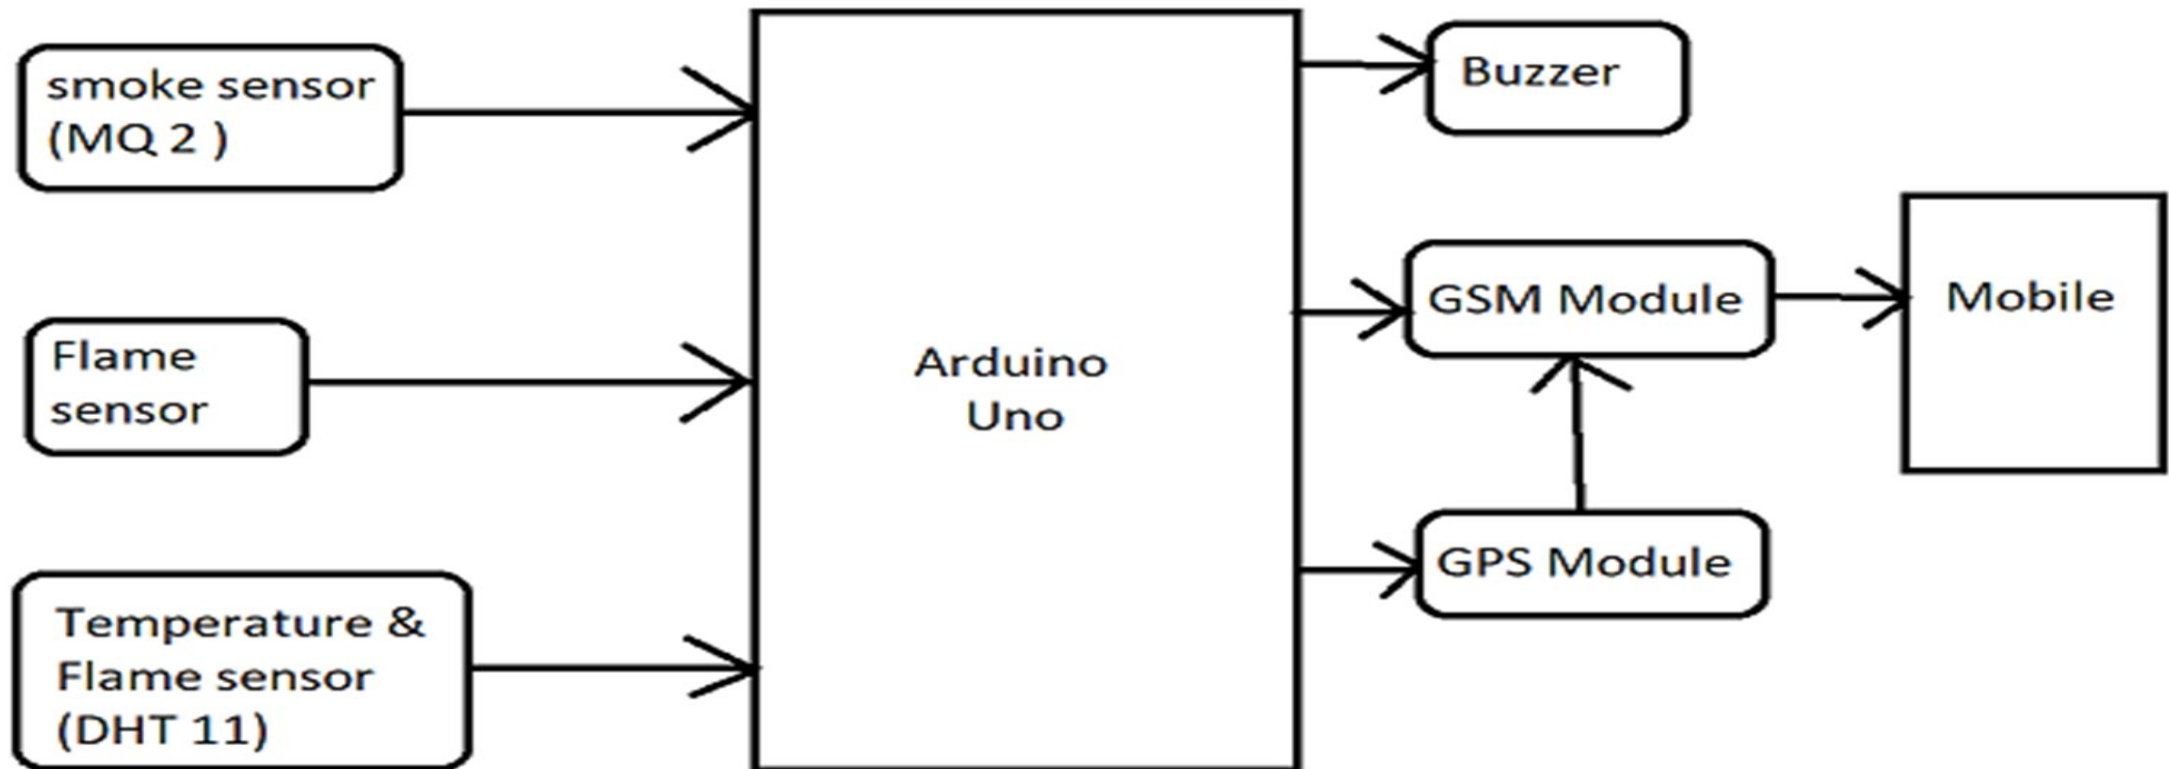 smoke sensor
(MQ 2 )
Flame
sensor
Temperature &
Flame sensor
(DHT 11)
Arduino
Uno
Buzzer
GSM Module
GPS Module
Mobile